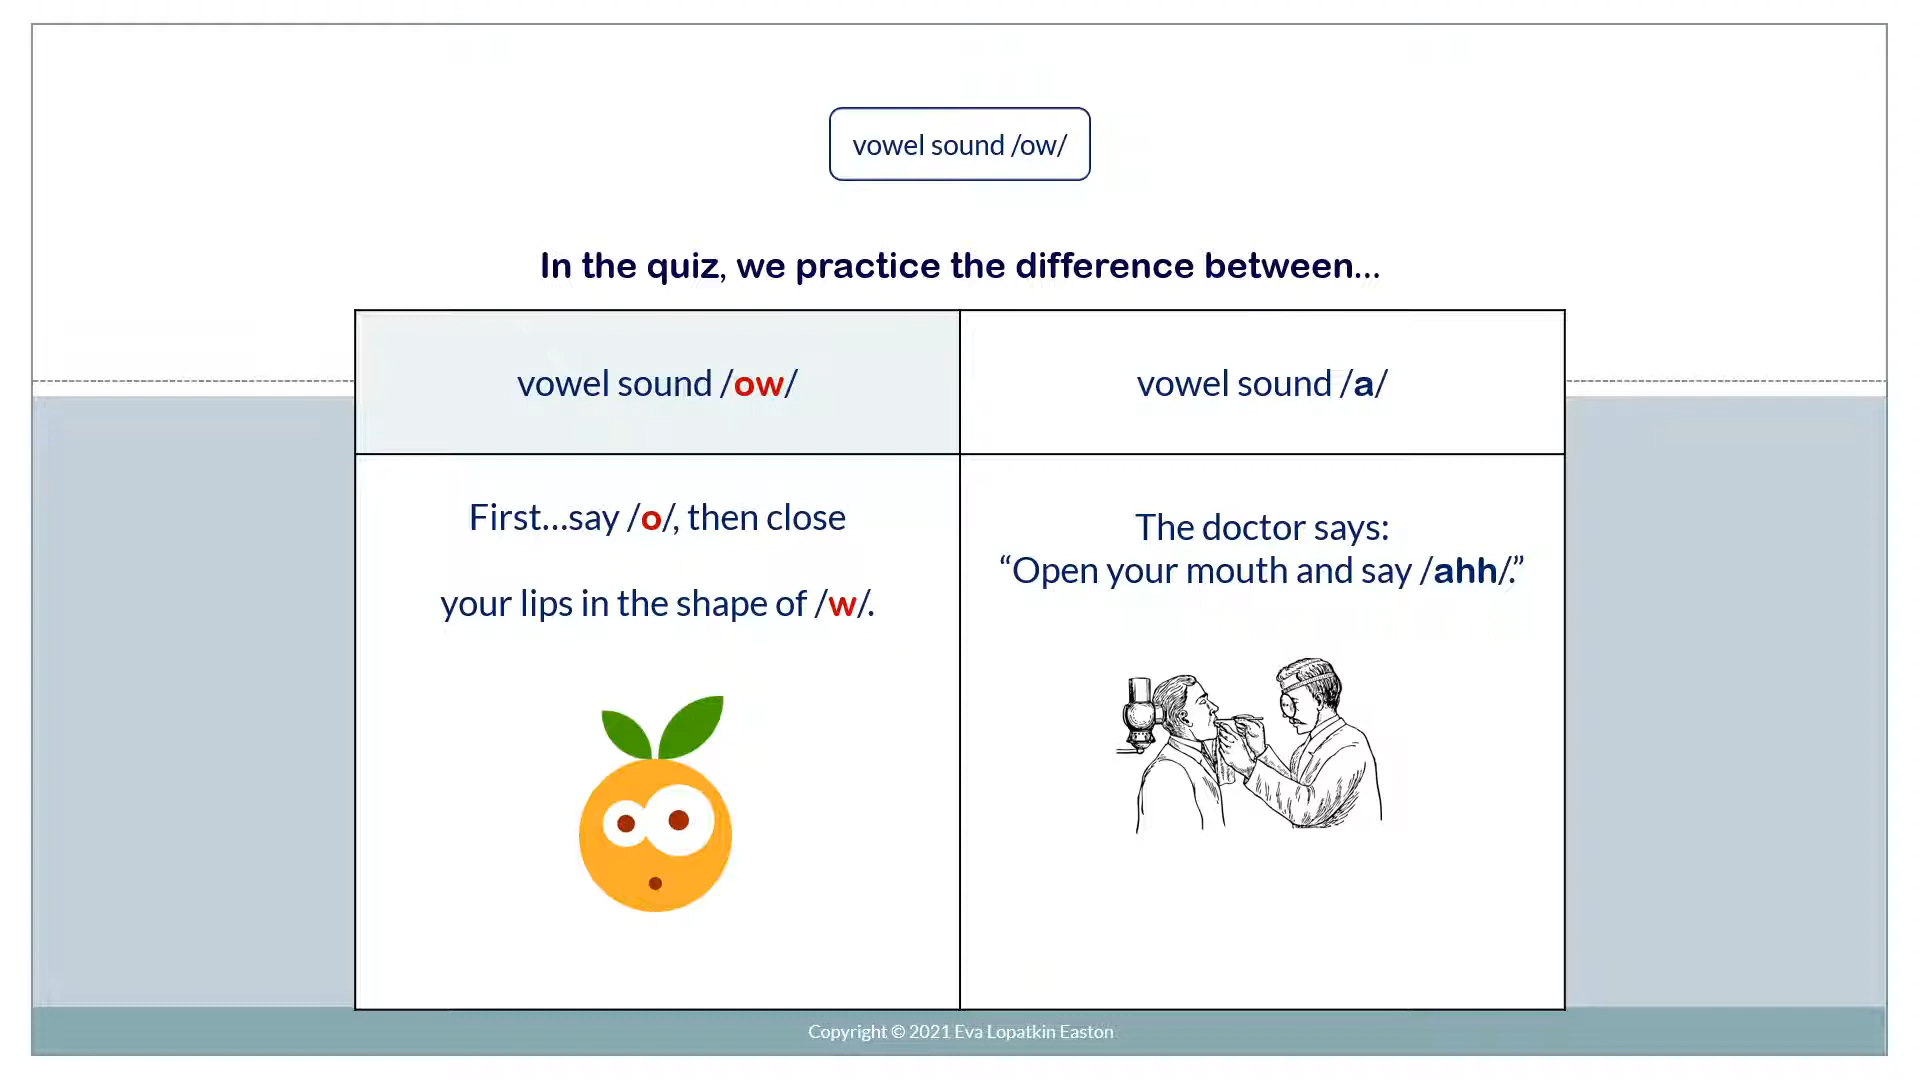 vowel sound /ow/
In the quiz, we practice the difference between...
vowel sound /ow/
vowel sound /a/
First...say /o/, then close
your lips in the shape of /w/.
The doctor says:
“Open your mouth and say /ahh/.”
Copyright © 2021 Eva Lopatkin Easton